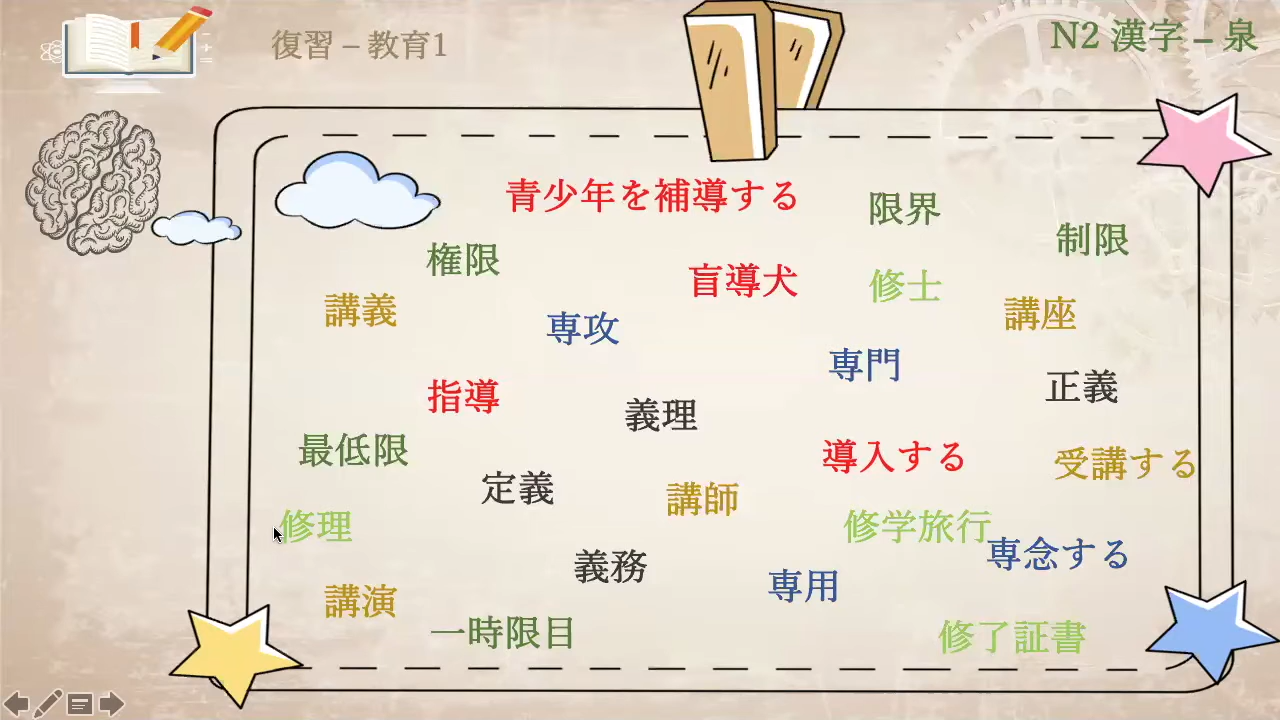 復習 – 教育1
N2 漢字 – 泉
青少年を補導する
限界
制限
権限
盲導犬
修士
講義
専攻
講座
専門
正義
指導
義理
最低限
導入する
受講する
定義
講師
修理
修学旅行
専念する
義務
専用
講演
一時限目
修了証書